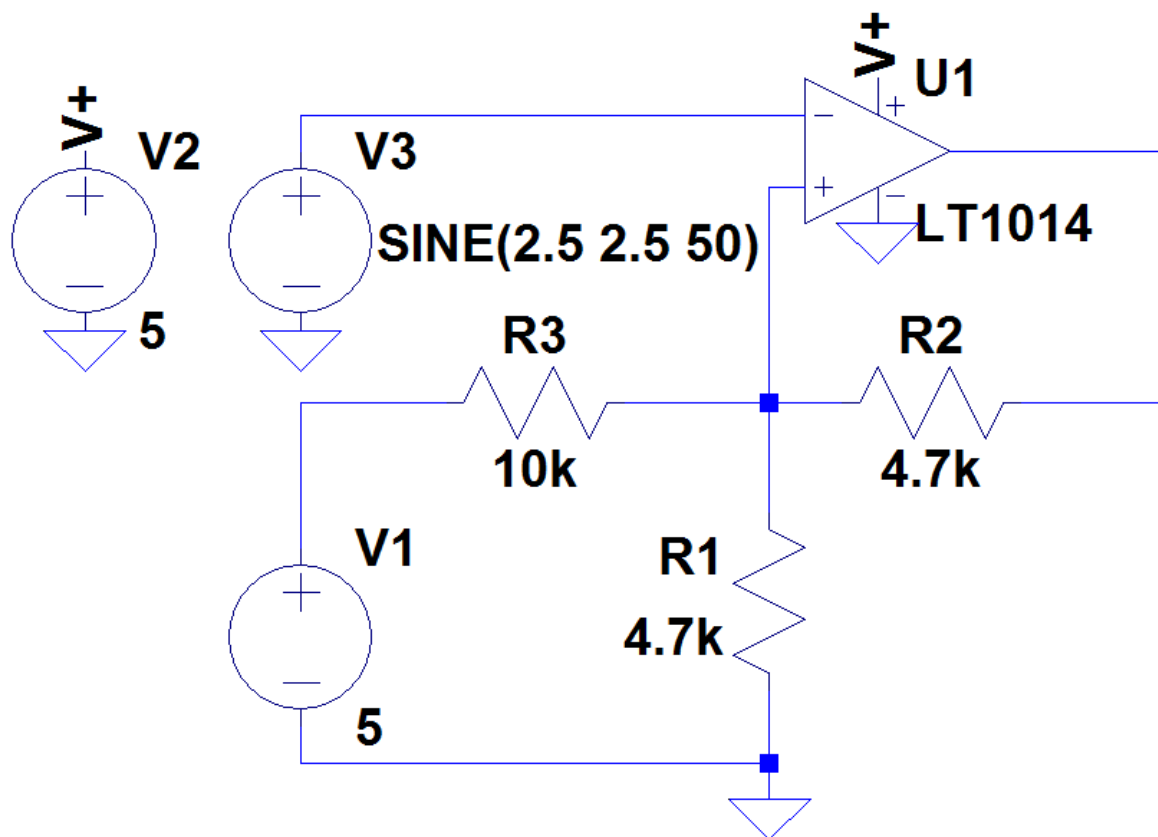 V+
U1
V+
V2
V3
SINE(2.5 2.5 50)
LT1014
5
R3
R2
10k
4.7k
V1
R1
4.7k
5